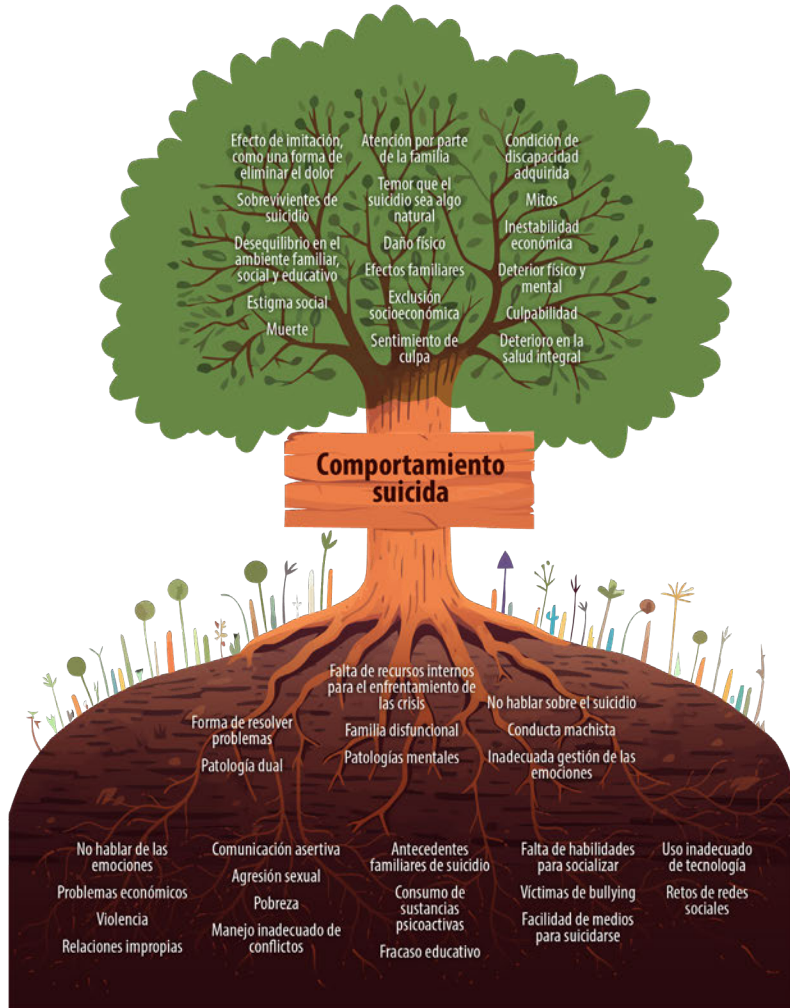 Efecto de imitación,
como una forma de
eliminar el dolor
Sobrevivientes de
suicidio
Desequilibrio en el
ambiente familiar,
social y educativo
Estigma social
Muerte
Atención por parte
de la familia
Temor que el
suicidio sea algo
natural
Daño físico
Efectos familiares
Exclusión
socioeconómica
Sentimiento de
culpa
Condición de
discapacidad
adquirida
Mitos
Inestabilidad
económica
Deterior físico y
mental
Culpabilidad
Deterioro en la
salud integral
Comportamiento
suicida
Forma de resolver
problemas
Patología dual
Falta de recursos internos
para el enfrentamiento de
las crisis
Familia disfuncional
Patologías mentales
No hablar sobre el suicidio
Conducta machista
Inadecuada gestión de las
emociones
No hablar de las
emociones
Problemas económicos
Violencia
Relaciones impropias
Comunicación asertiva
Agresión sexual
Pobreza
Manejo inadecuado de
conflictos
Antecedentes
familiares de suicidio
Consumo de
sustancias
psicoactivas
Fracaso educativo
Falta de habilidades
para socializar
Víctimas de bullying
Facilidad de medios
para suicidarse
Uso inadecuado
de tecnología
Retos de redes
sociales